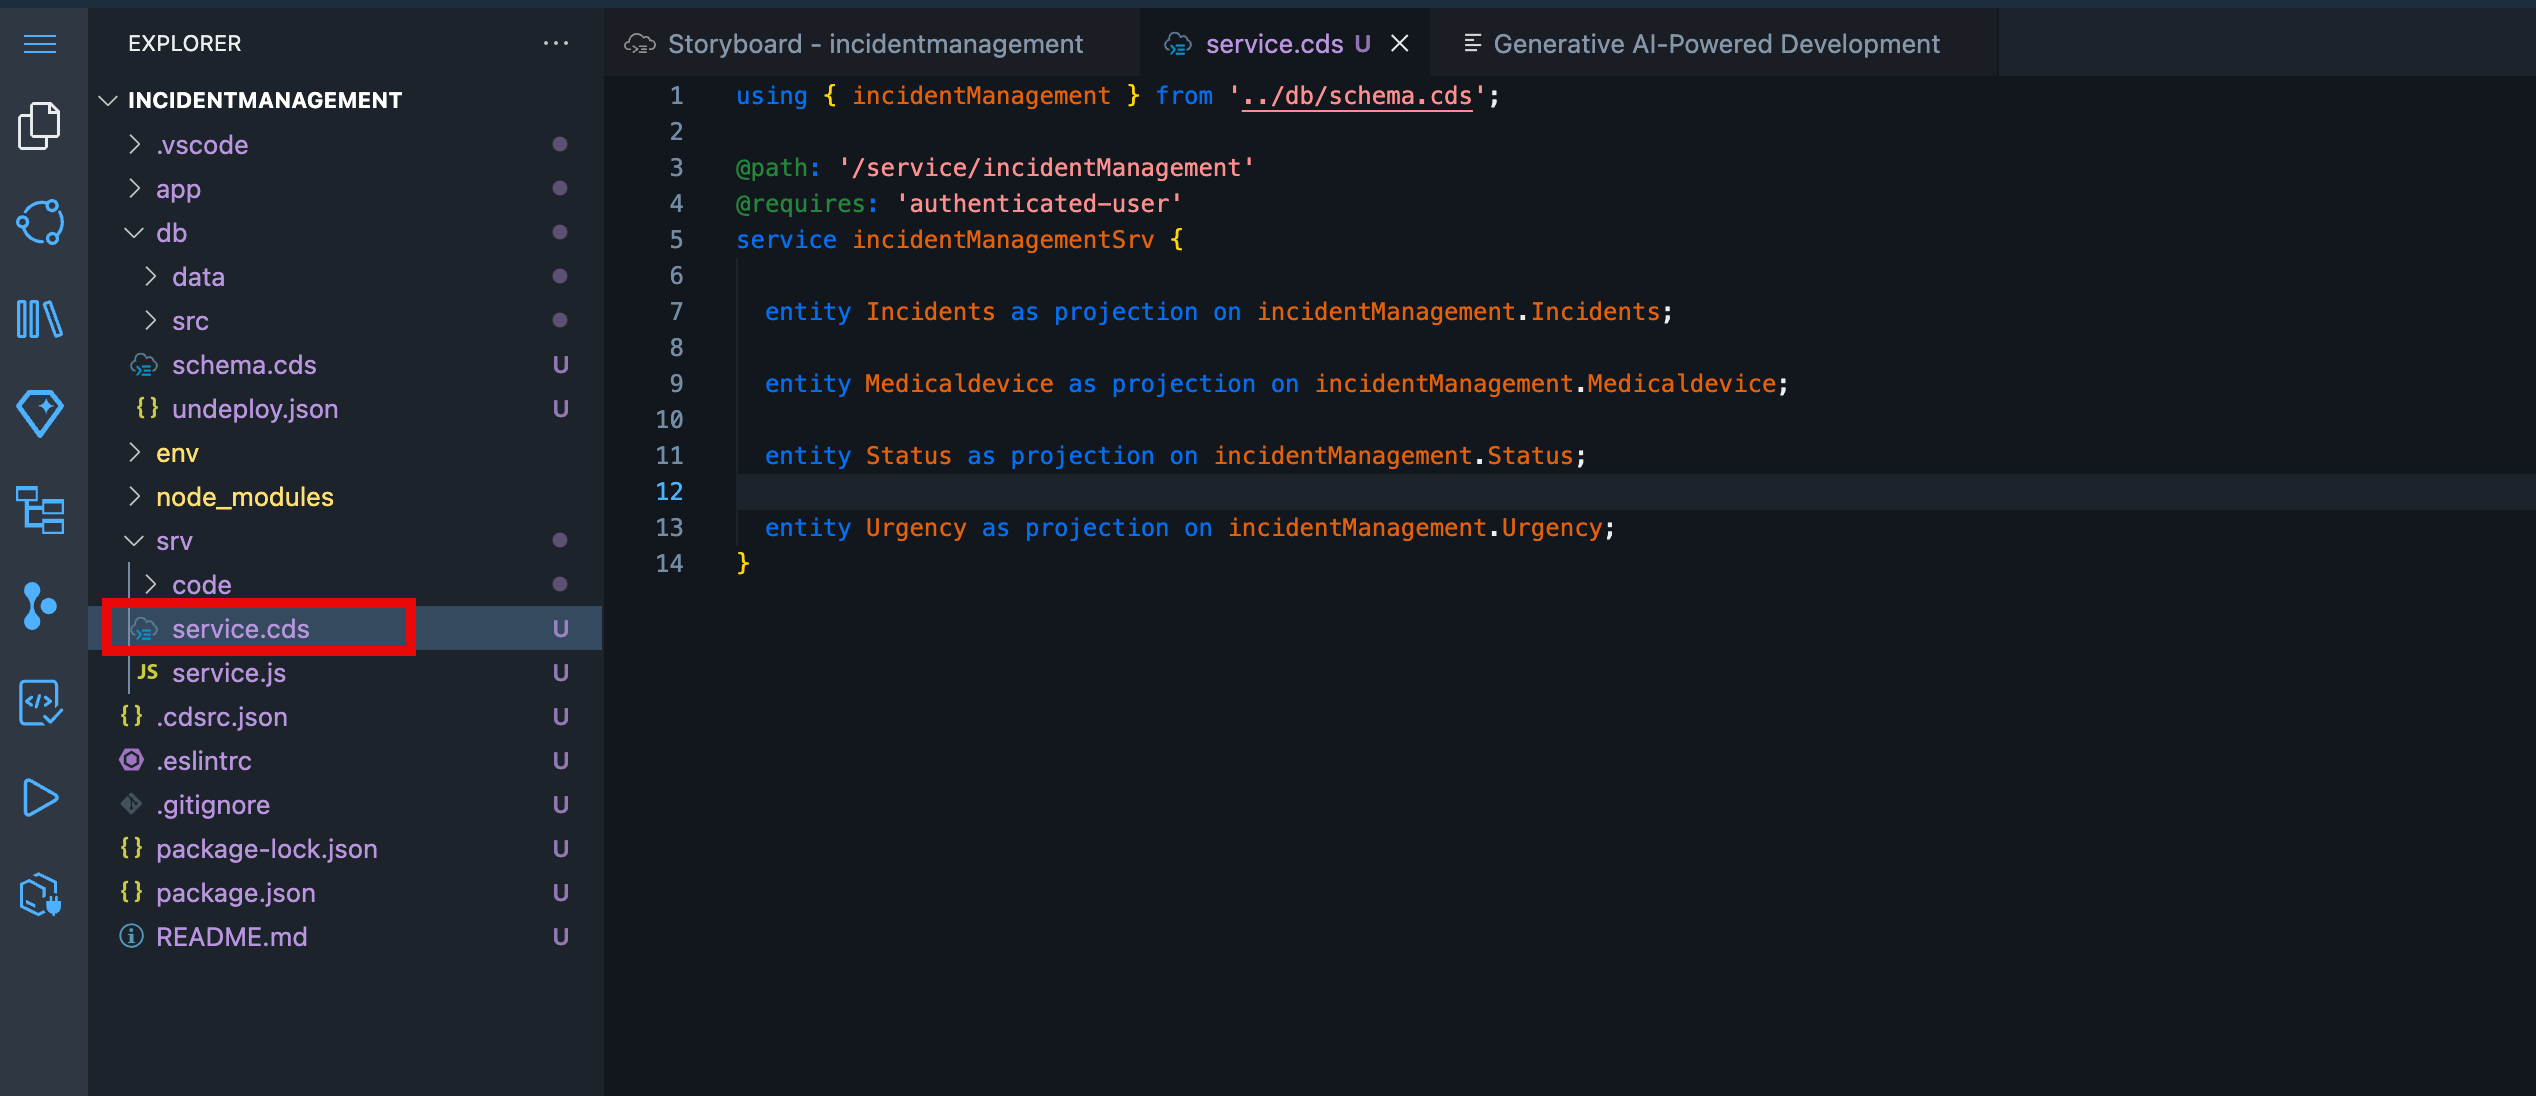 EXPLORER
INCIDENTMANAGEMENT
.vscode
app
db
data
src
schema.cds U
{} undeploy.json U
env
node_modules
srv
code
service.cds U
JS service.js U
{} .cdsrc.json U
.eslintrc U
.gitignore U
{} package-lock.json U
{} package.json U
README.md U
Storyboard - incidentmanagement
service.cds U
Generative AI-Powered Development
1 using { incidentManagement } from '../db/schema.cds';
2
3 @path: '/service/incidentManagement'
4 @requires: 'authenticated-user'
5 service incidentManagementSrv {
6
7 entity Incidents as projection on incidentManagement.Incidents;
8
9 entity Medicaldevice as projection on incidentManagement.Medicaldevice;
10
11 entity Status as projection on incidentManagement.Status;
12
13 entity Urgency as projection on incidentManagement.Urgency;
14 }